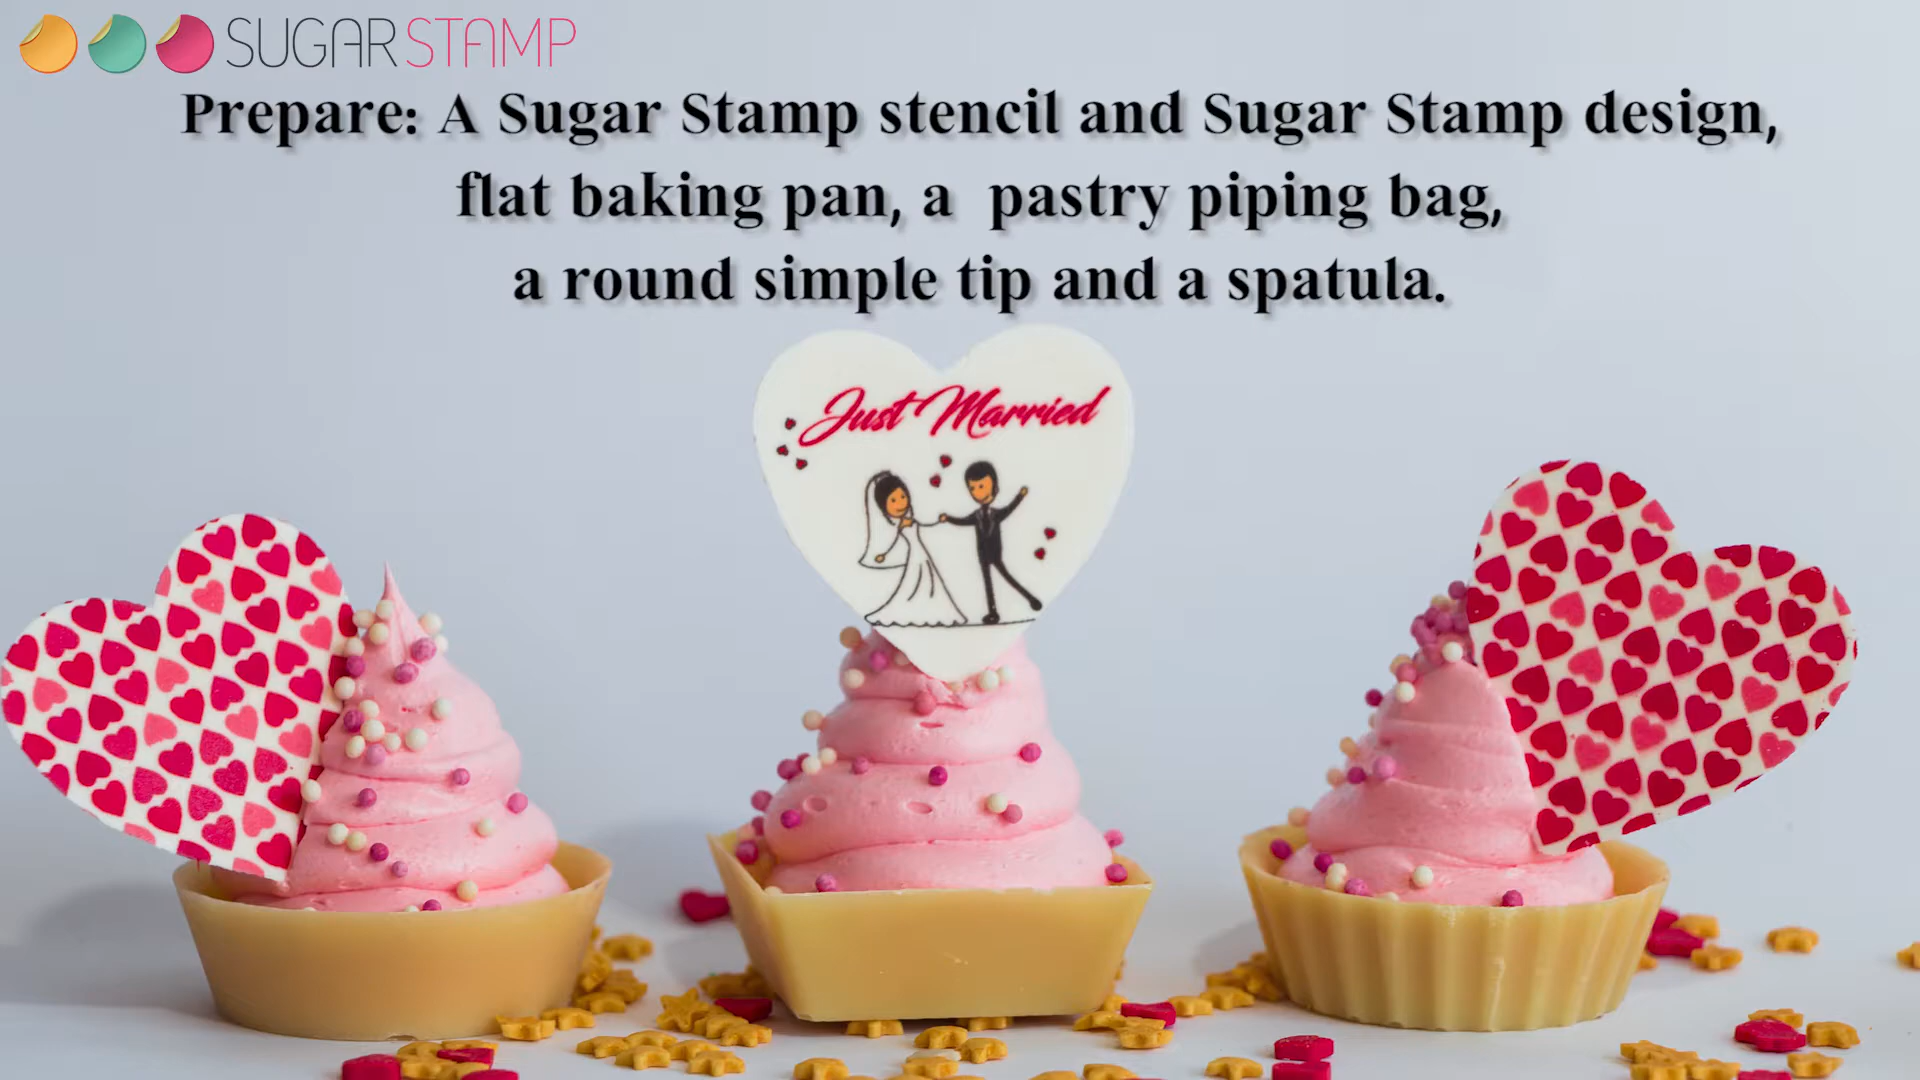 SUGARSTAMP
Prepare: A Sugar Stamp stencil and Sugar Stamp design,
flat baking pan, a pastry piping bag,
a round simple tip and a spatula.
Just Married